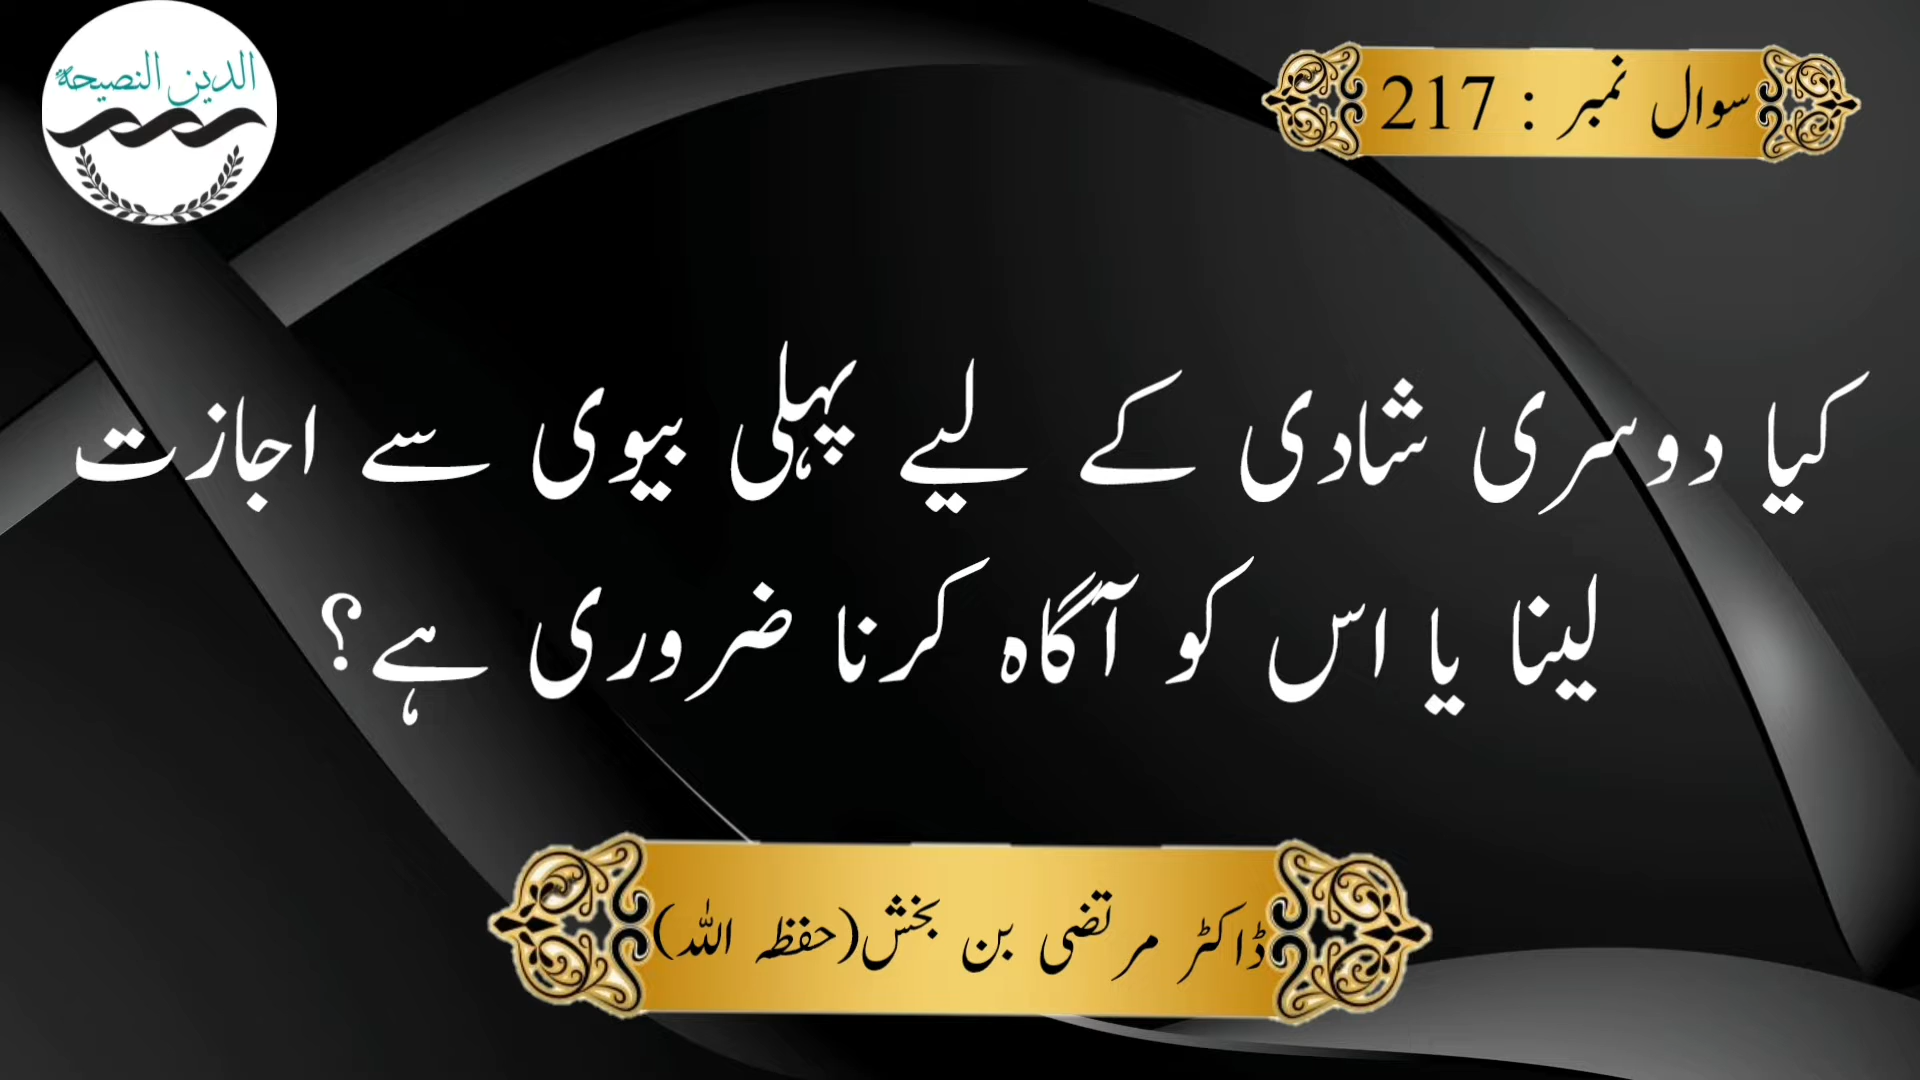 الدین النصیحة
سوال نمبر : 217
کیا دوسری شادی کے لیے پہلی بیوی سے اجازت
لینا یا اس کو آگاہ کرنا ضروری ہے؟
ڈاکٹر مرتضی بن بخش(حفظہ اللہ)